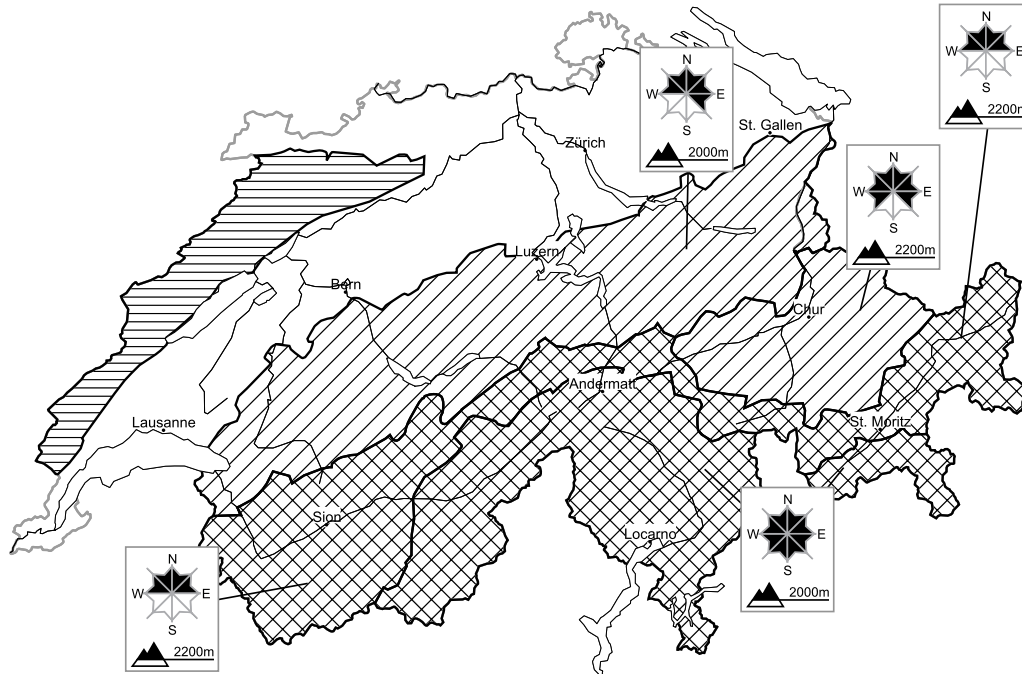 N
W E
S
2200m
N
W E
S
2000m
St. Gallen
Zürich
N
W E
S
2200m
Luzern
Bern
Chur
Andermatt
Lausanne
St. Moritz
Sion
Locarno
N
W E
S
2000m
N
W E
S
2200m